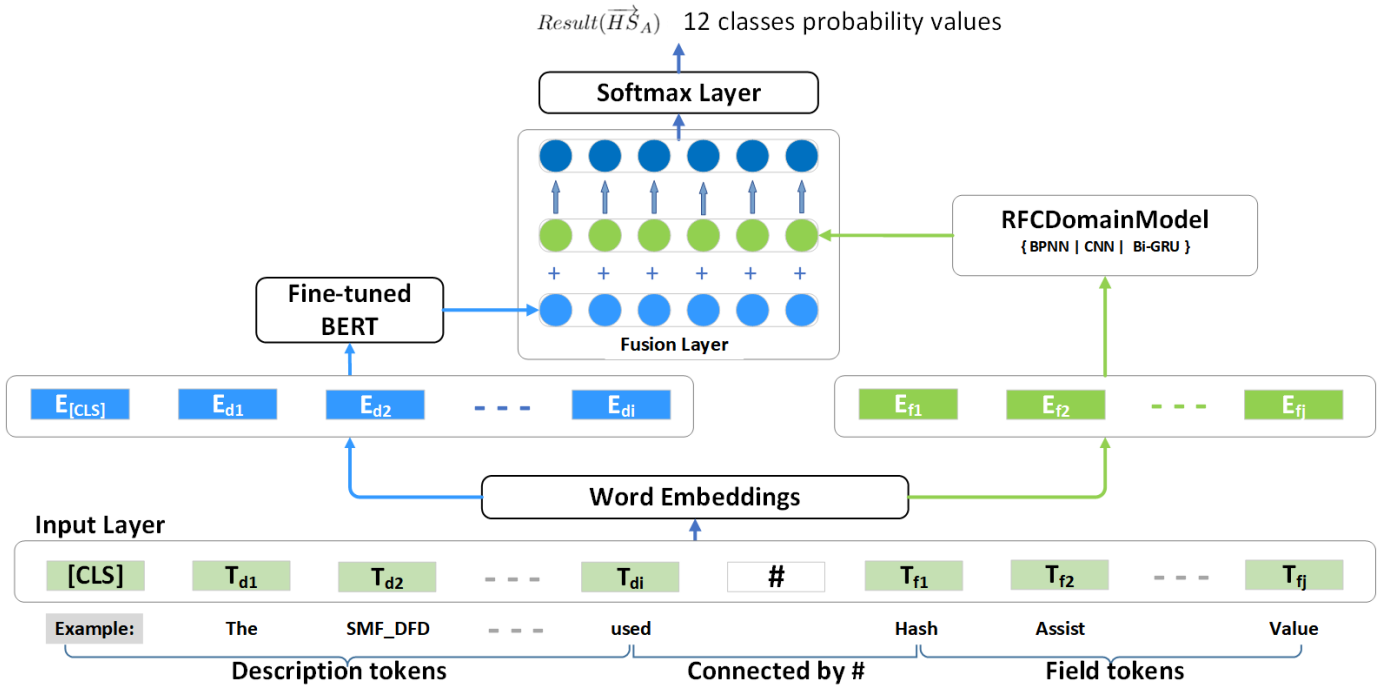 Result(HS_A) 12 classes probability values
Softmax Layer
+ + + + + +
Fusion Layer
RFCDomainModel
{ BPNN | CNN | Bi-GRU }
Fine-tuned
BERT
E[CLS] Ed1 Ed2 - - - Edi
Ef1 Ef2 - - - Efj
Word Embeddings
Input Layer
[CLS] Td1 Td2 - - - Tdi # Tf1 Tf2 - - - Tfj
Example: The SMF_DFD - - - used Hash Assist Value
Description tokens Connected by # Field tokens